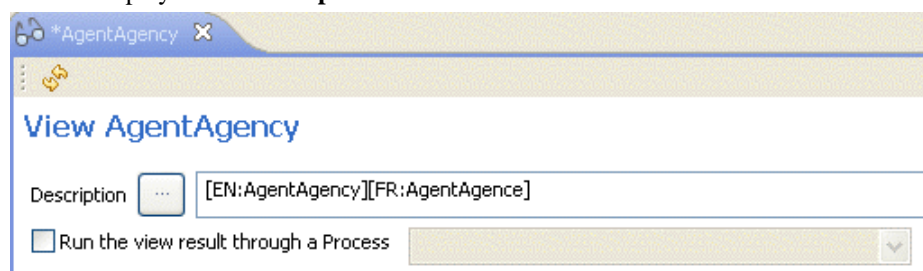 *AgentAgency
View AgentAgency
Description ... [EN:AgentAgency][FR:AgentAgence]
Run the view result through a Process